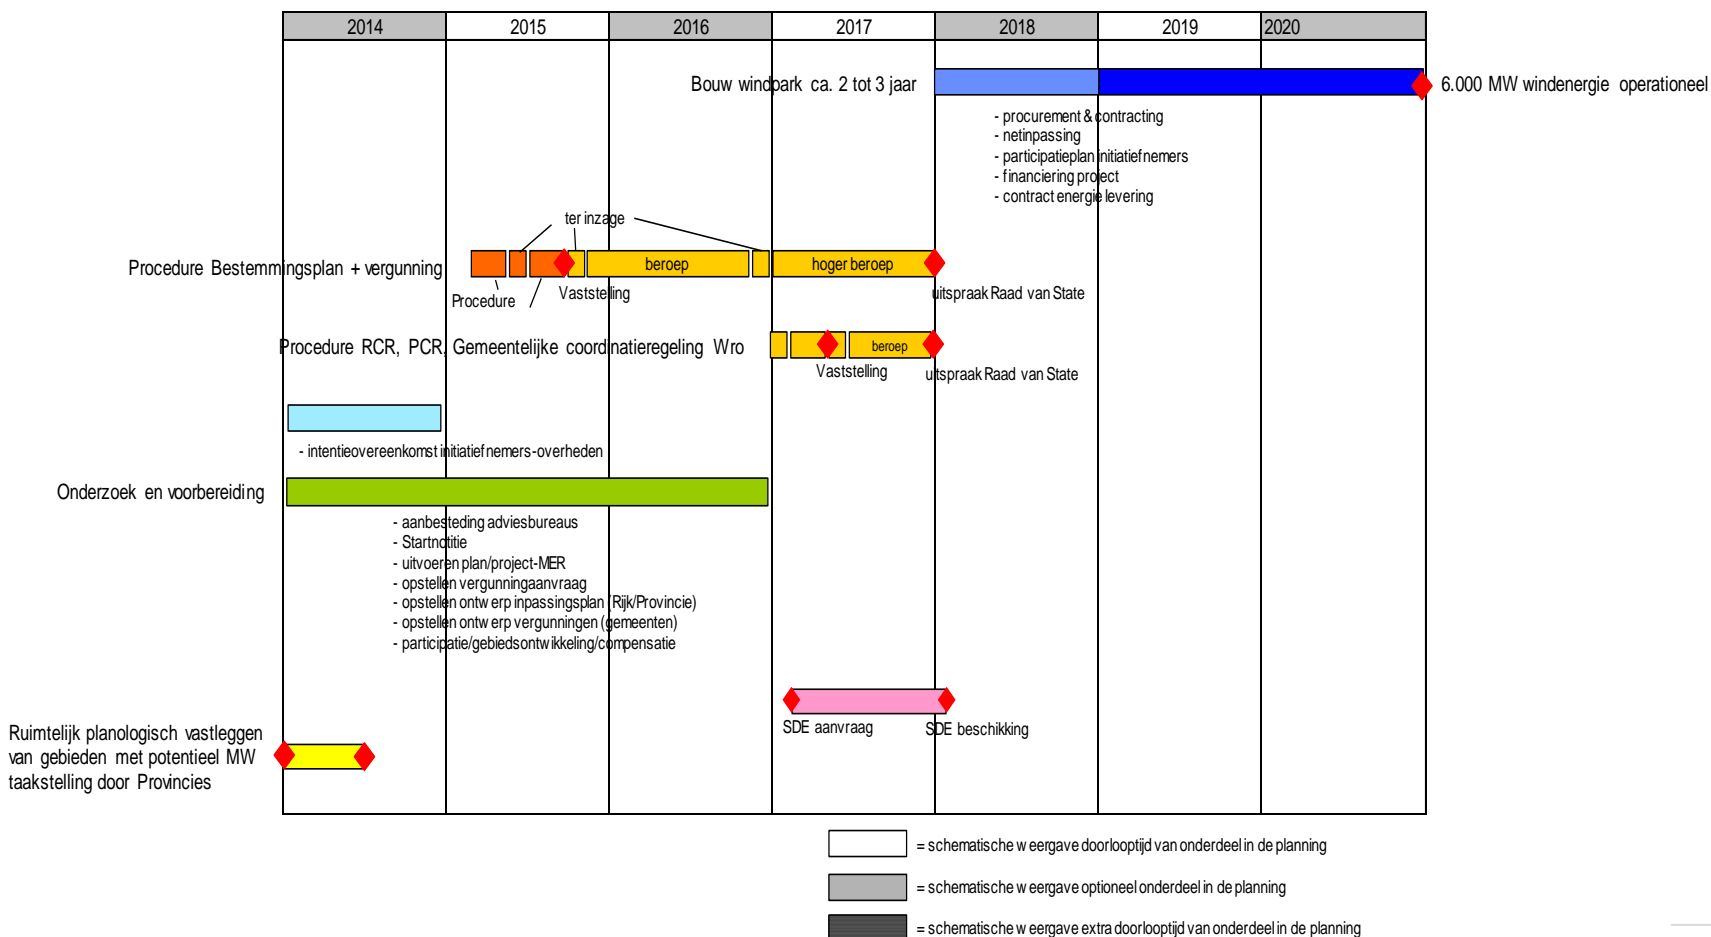 2014 2015 2016 2017 2018 2019 2020
Bouw windpark ca. 2 tot 3 jaar
6.000 MW windenergie operationeel
- procurement & contracting
- netinpassing
- participatieplan initiatiefnemers
- financiering project
- contract energie levering
ter inzage
Procedure Bestemmingsplan + vergunning
beroep
hoger beroep
Procedure
Vaststelling
uitspraak Raad van State
Procedure RCR, PCR, Gemeentelijke coordinatieregeling Wro
beroep
Vaststelling
uitspraak Raad van State
- intentieovereenkomst initiatiefnemers-overheden
Onderzoek en voorbereiding
- aanbesteding adviesbureaus
- Startnotitie
- uitvoeren plan/project-MER
- opstellen vergunningaanvraag
- opstellen ontwerp inpassingsplan (Rijk/Provincie)
- opstellen ontwerp vergunningen (gemeenten)
- participatie/gebiedsontwikkeling/compensatie
SDE aanvraag
SDE beschikking
Ruimtelijk planologisch vastleggen
van gebieden met potentieel MW
taakstelling door Provincies
= schematische weergave doorlooptijd van onderdeel in de planning
= schematische weergave optioneel onderdeel in de planning
= schematische weergave extra doorlooptijd van onderdeel in de planning